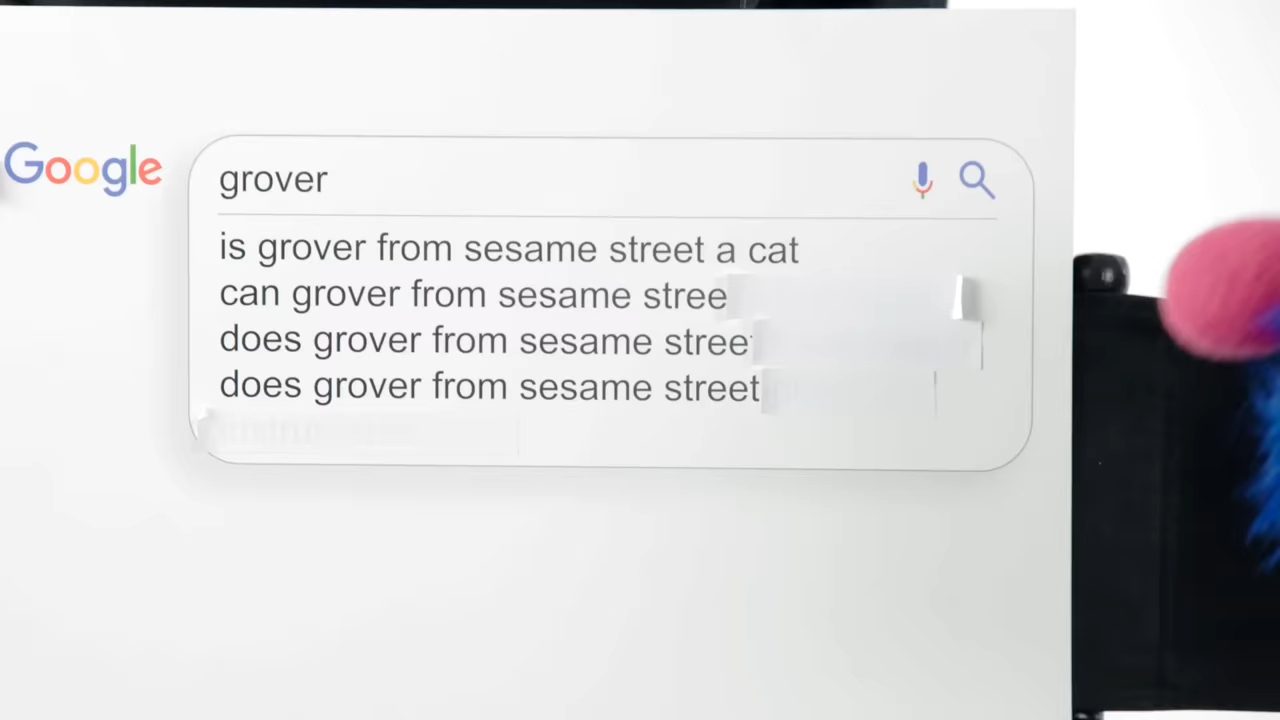 Google
grover
is grover from sesame street a cat
can grover from sesame stree
does grover from sesame stree
does grover from sesame street